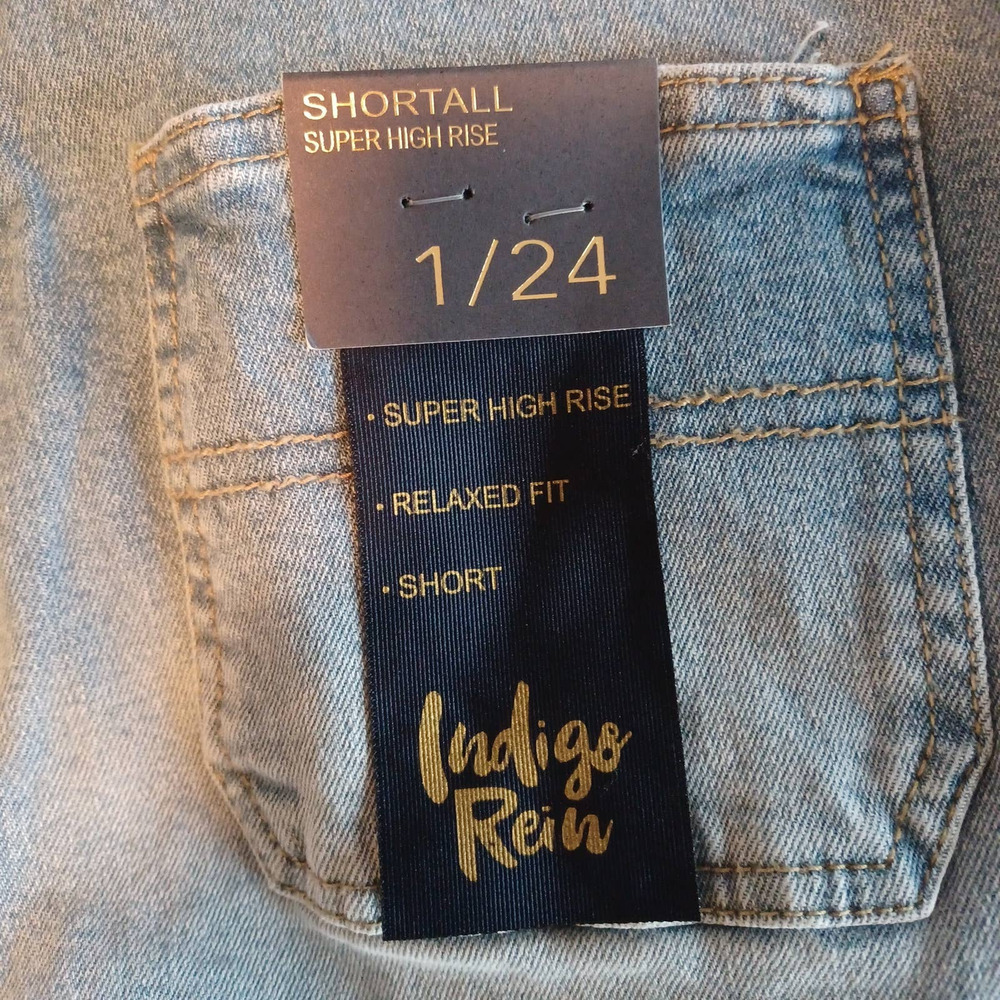 SHORTALL
SUPER HIGH RISE
1/24
• SUPER HIGH RISE
• RELAXED FIT
• SHORT
Indigo
Rein